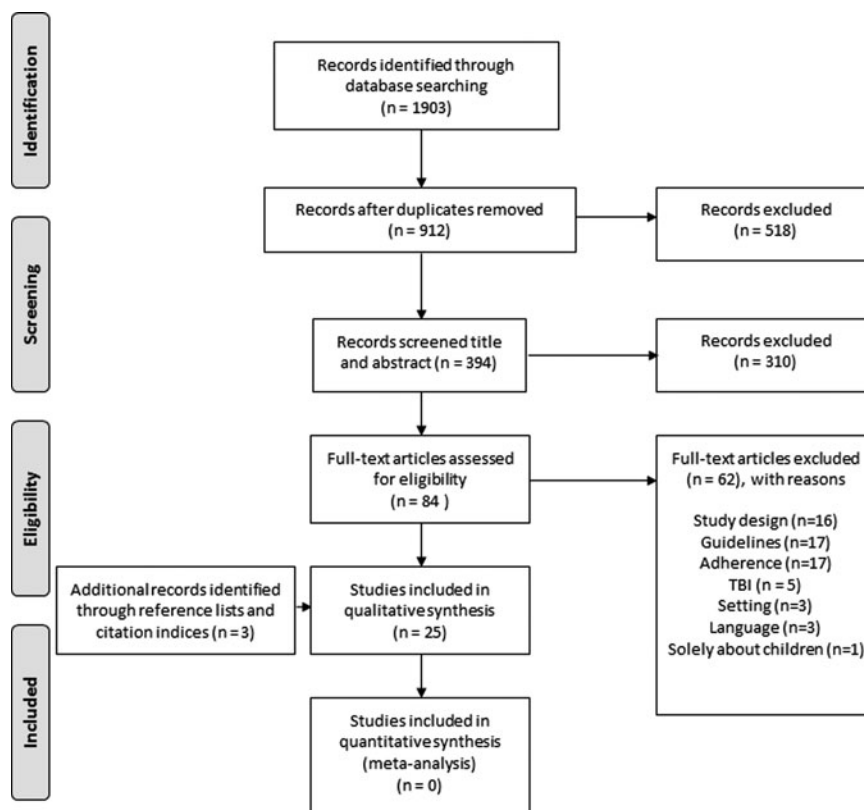 Identification
Records identified through
database searching
(n = 1903)
Records after duplicates removed
(n = 912)
Records excluded
(n = 518)
Screening
Records screened title
and abstract (n = 394)
Records excluded
(n = 310)
Eligibility
Full-text articles assessed
for eligibility
(n = 84 )
Full-text articles excluded
(n = 62), with reasons
Study design (n=16)
Guidelines (n=17)
Adherence (n=17)
TBI (n = 5)
Setting (n=3)
Language (n=3)
Solely about children (n=1)
Additional records identified
through reference lists and
citation indices (n = 3)
Studies included in
qualitative synthesis
(n = 25)
Included
Studies included in
quantitative synthesis
(meta-analysis)
(n = 0)